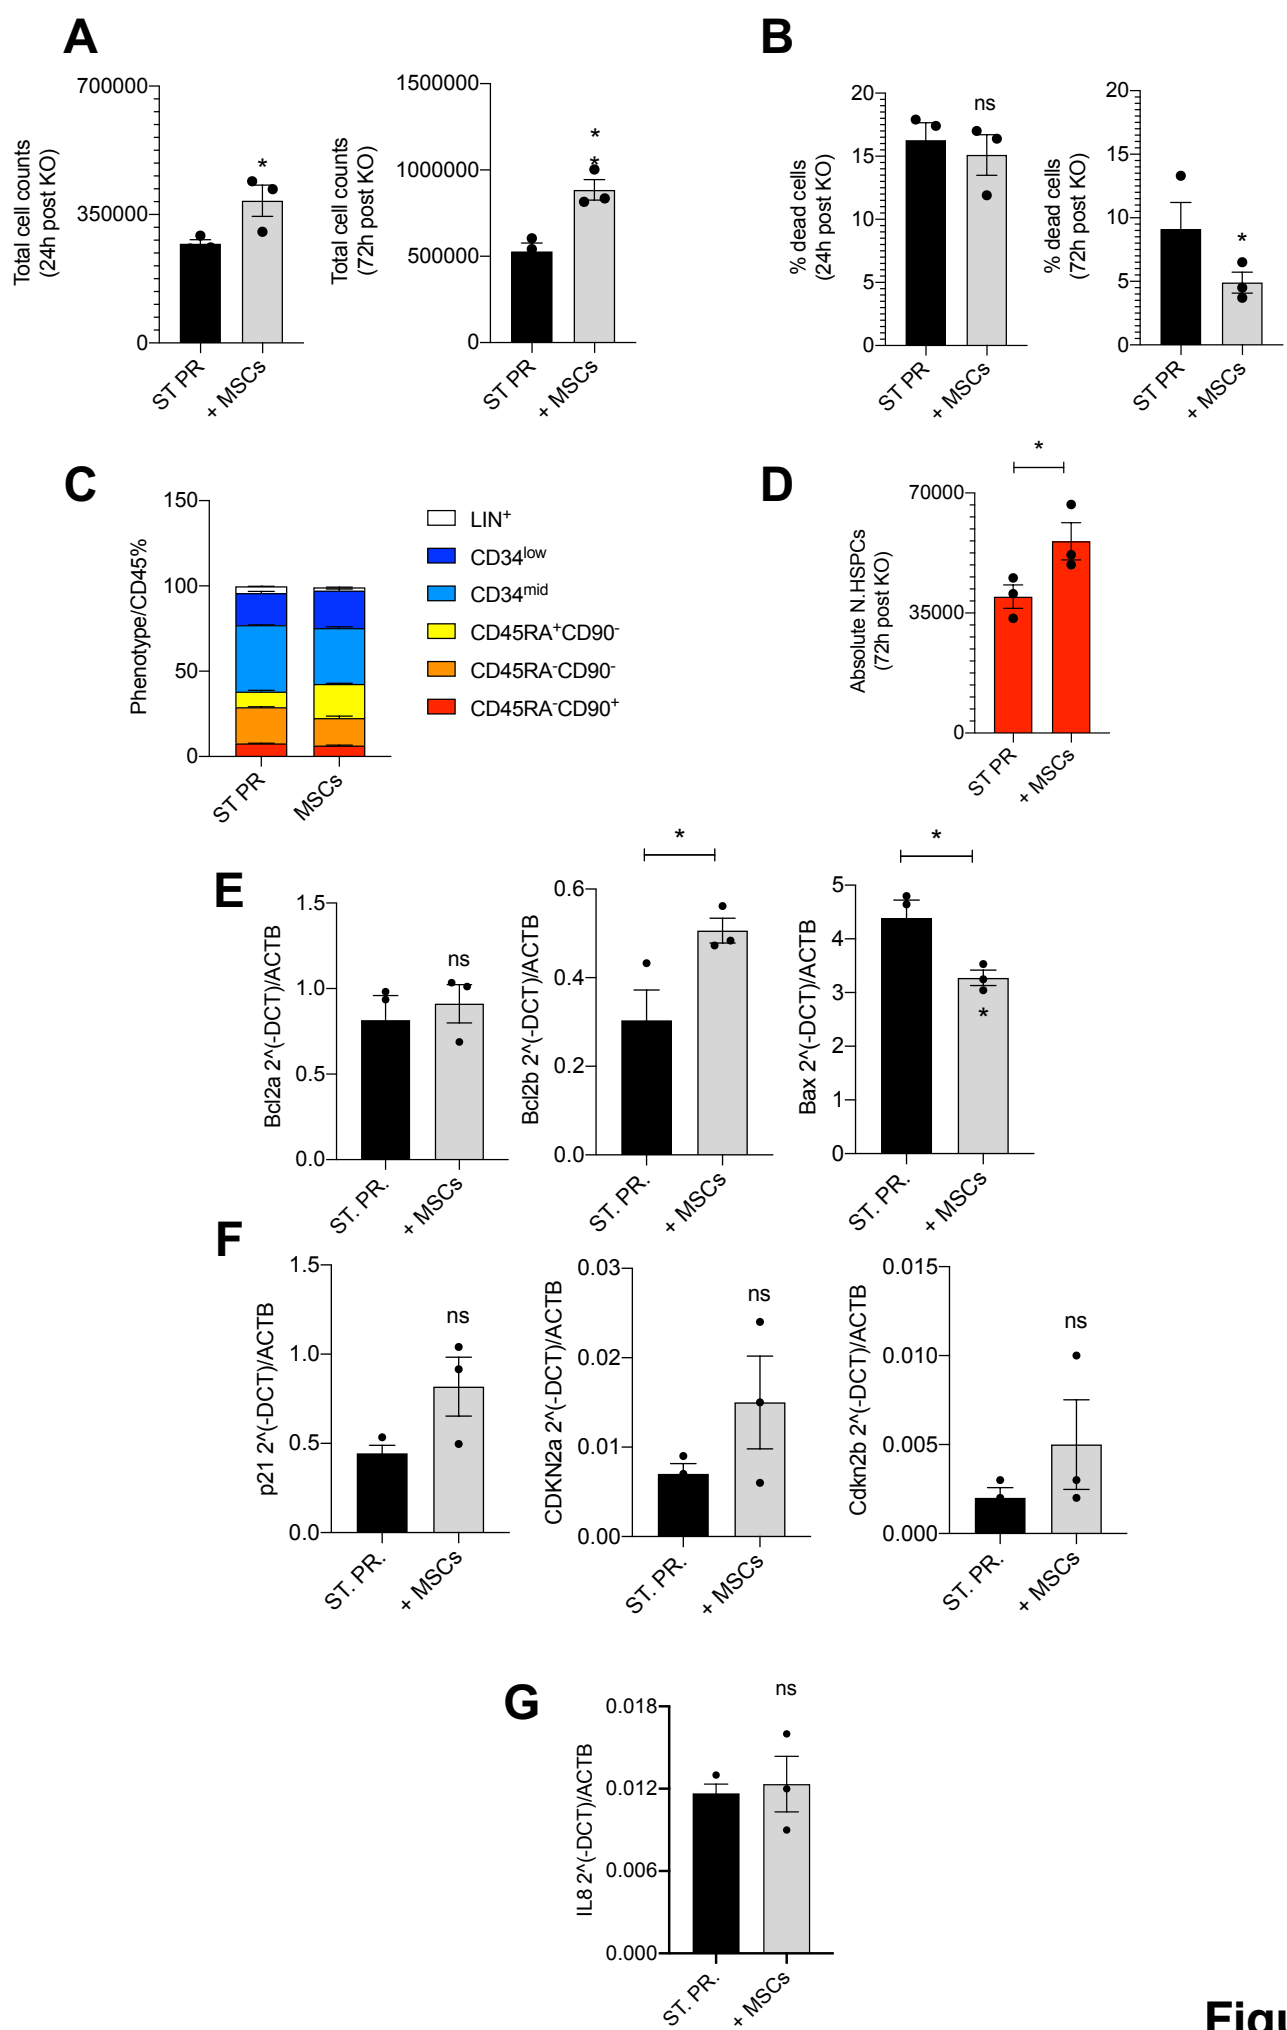 A
B
700000
350000
0
Total cell counts
(24h post KO)
*
ST PR
+ MSCs
1500000
1000000
500000
0
Total cell counts
(72h post KO)
*
*
ST PR
+ MSCs
20
15
10
5
0
% dead cells
(24h post KO)
ns
ST PR
+ MSCs
20
15
10
5
0
% dead cells
(72h post KO)
*
ST PR
+ MSCs
C
150
100
50
0
Phenotype/CD45%
ST PR
MSCs
LIN⁺
CD34ˡᵒʷ
CD34ᵐⁱᵈ
CD45RA⁺CD90⁻
CD45RA⁻CD90⁻
CD45RA⁻CD90⁺
D
*
70000
35000
0
Absolute N.HSPCs
(72h post KO)
ST PR
+ MSCs
E
1.5
1.0
0.5
0.0
Bcl2a 2^(-DCT)/ACTB
ns
ST. PR.
+ MSCs
*
0.6
0.4
0.2
0.0
Bcl2b 2^(-DCT)/ACTB
ST. PR.
+ MSCs
*
5
4
3
2
1
0
Bax 2^(-DCT)/ACTB
*
ST. PR.
+ MSCs
F
1.5
1.0
0.5
0.0
p21 2^(-DCT)/ACTB
ns
ST. PR.
+ MSCs
0.03
0.02
0.01
0.00
CDKN2a 2^(-DCT)/ACTB
ns
ST. PR.
+ MSCs
0.015
0.010
0.005
0.000
Cdkn2b 2^(-DCT)/ACTB
ns
ST. PR.
+ MSCs
G
0.018
0.012
0.006
0.000
IL8 2^(-DCT)/ACTB
ns
ST. PR.
+ MSCs